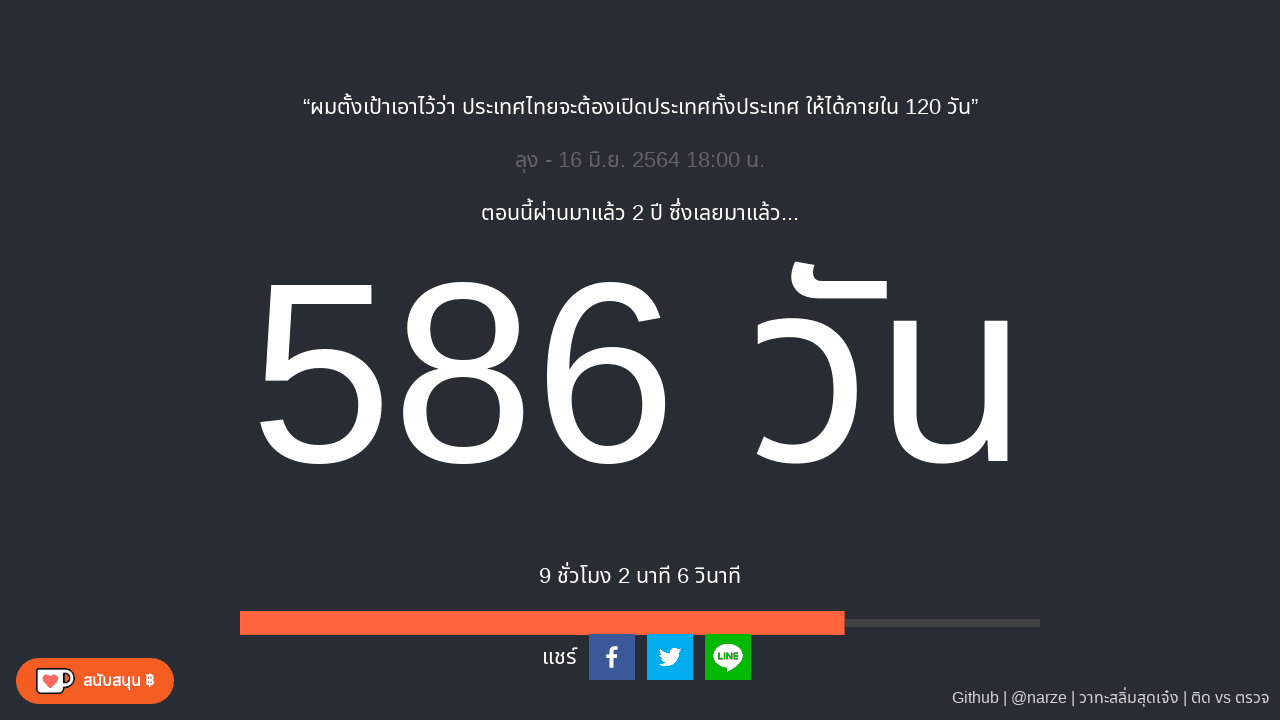 “ผมตั้งเป้าเอาไว้ว่า ประเทศไทยจะต้องเปิดประเทศทั้งประเทศ ให้ได้ภายใน 120 วัน”
ลุง - 16 มิ.ย. 2564 18:00 น.
ตอนนี้ผ่านมาแล้ว 2 ปี ซึ่งเลยมาแล้ว...
586 วัน
9 ชั่วโมง 2 นาที 6 วินาที
แชร์
LINE
สนับสนุน ฿
Github | @narze | วาทะสลิ่มสุดเจ๋ง | ติด vs ตรวจ